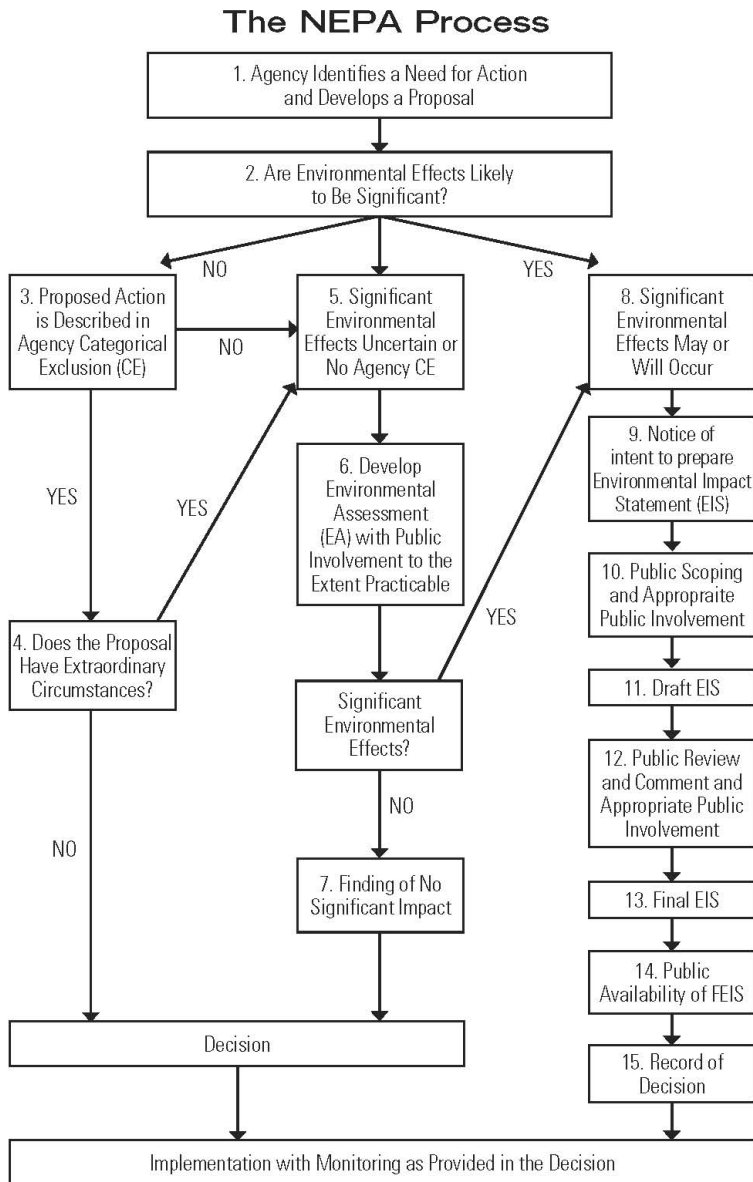 The NEPA Process
1. Agency Identifies a Need for Action
and Develops a Proposal
2. Are Environmental Effects Likely
to Be Significant?
NO
YES
3. Proposed Action
is Described in
Agency Categorical
Exclusion (CE)
NO
5. Significant
Environmental
Effects Uncertain or
No Agency CE
8. Significant
Environmental
Effects May or
Will Occur
YES
YES
6. Develop
Environmental
Assessment
(EA) with Public
Involvement to the
Extent Practicable
9. Notice of
intent to prepare
Environmental Impact
Statement (EIS)
10. Public Scoping
and Appropraite
Public Involvement
YES
4. Does the Proposal
Have Extraordinary
Circumstances?
Significant
Environmental
Effects?
11. Draft EIS
12. Public Review
and Comment and
Appropriate Public
Involvement
NO
NO
7. Finding of No
Significant Impact
13. Final EIS
14. Public
Availability of FEIS
Decision
15. Record of
Decision
Implementation with Monitoring as Provided in the Decision